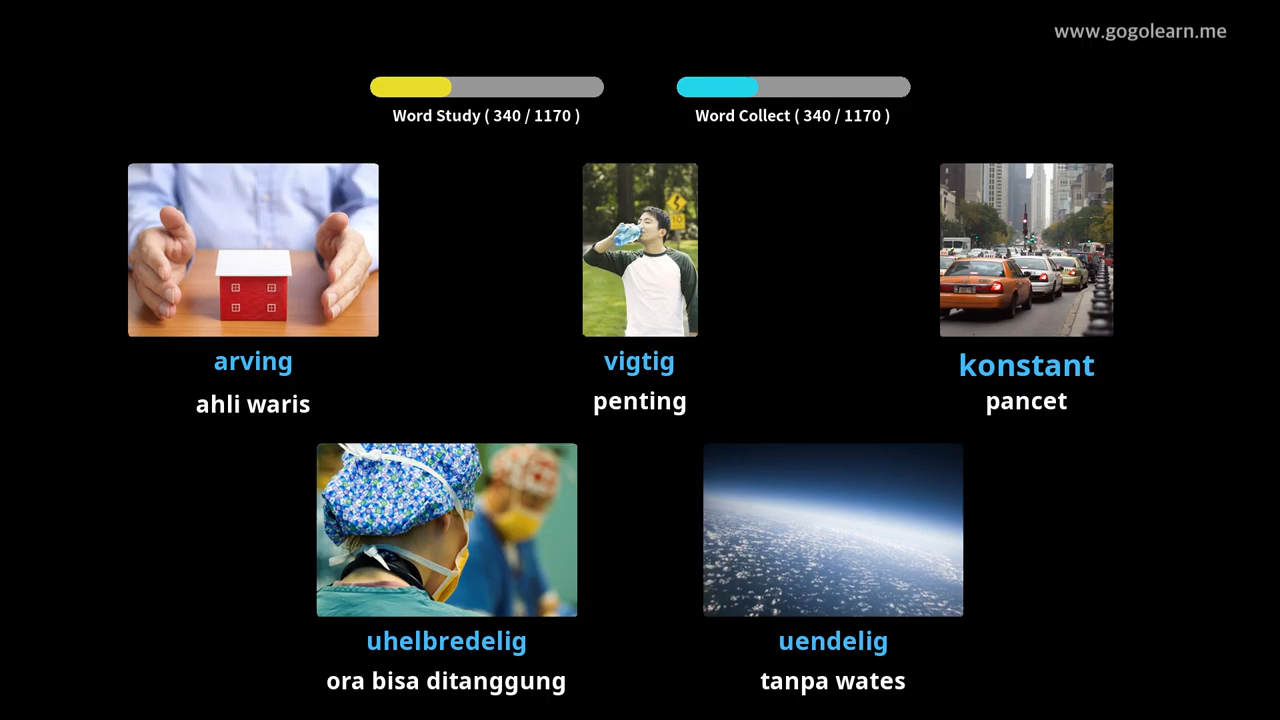 www.gogolearn.me
Word Study ( 340 / 1170 )
Word Collect ( 340 / 1170 )
arving
ahli waris
vigtig
penting
konstant
pancet
uhelbredelig
ora bisa ditanggung
uendelig
tanpa wates